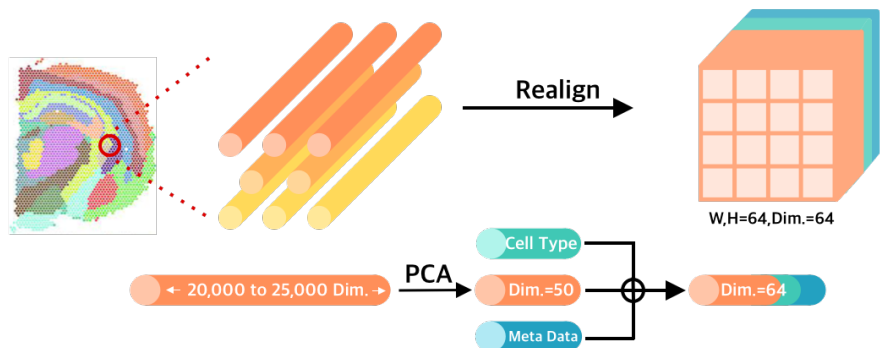 Realign
W,H=64,Dim.=64
Cell Type
PCA
← 20,000 to 25,000 Dim. →
Dim.=50
Dim.=64
Meta Data